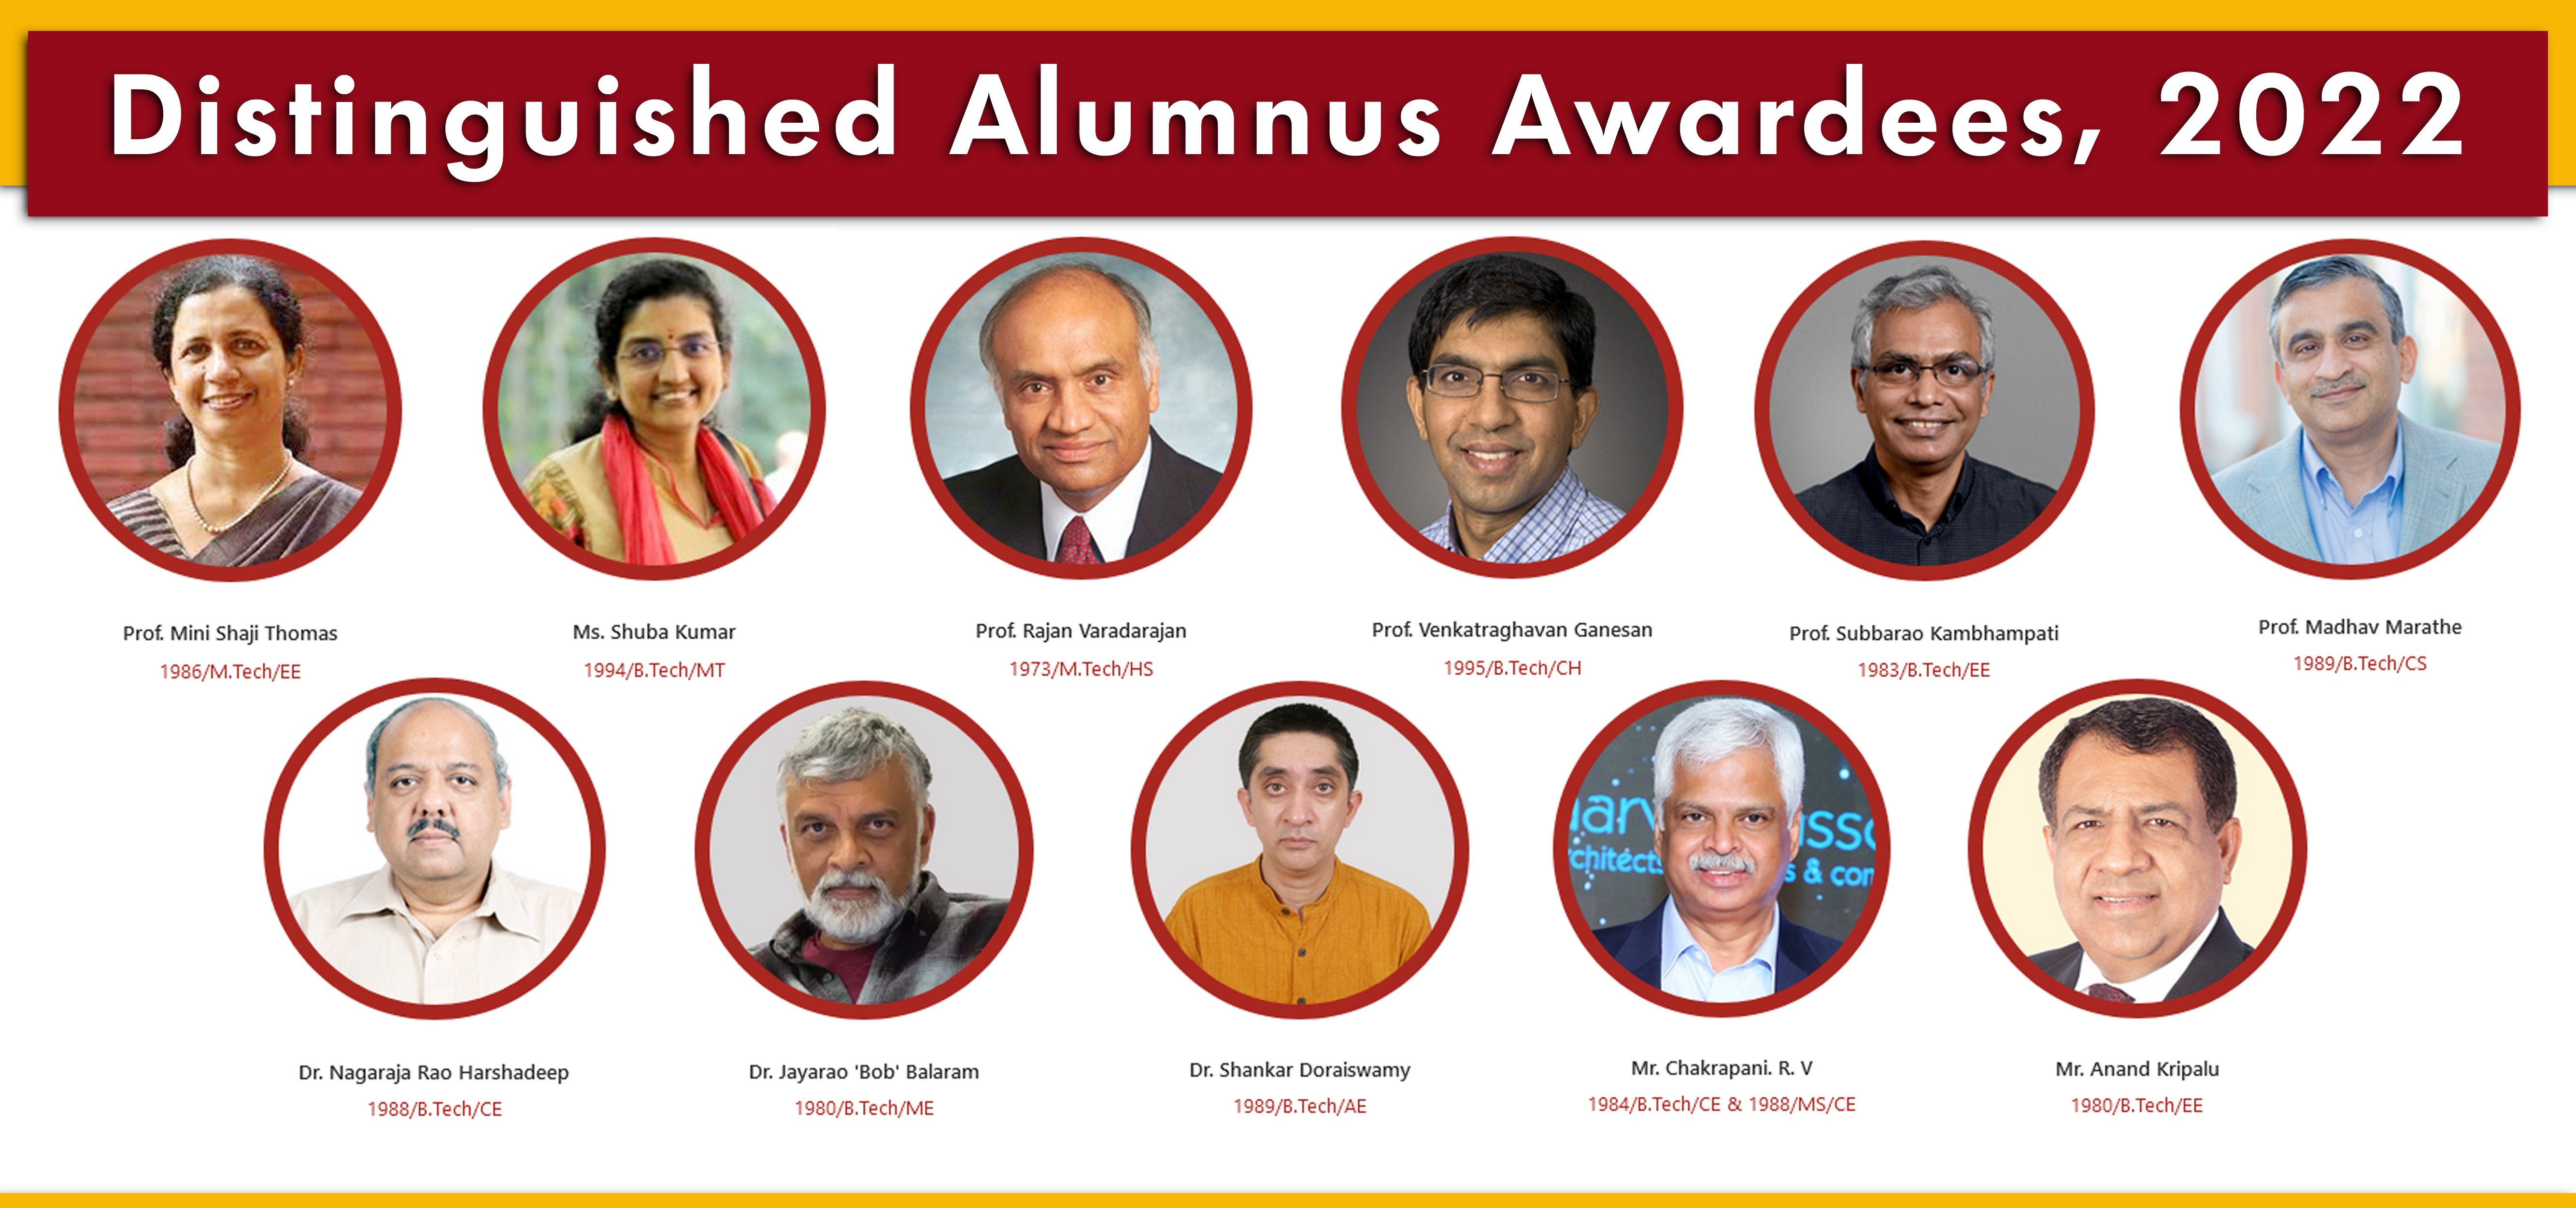 Distinguished Alumnus Awardees, 2022
Prof. Mini Shaji Thomas
1986/M.Tech/EE
Ms. Shuba Kumar
1994/B.Tech/MT
Prof. Rajan Varadarajan
1973/M.Tech/HS
Prof. Venkatraghavan Ganesan
1995/B.Tech/CH
Prof. Subbarao Kambhampati
1983/B.Tech/EE
Prof. Madhav Marathe
1989/B.Tech/CS
Dr. Nagaraja Rao Harshadeep
1988/B.Tech/CE
Dr. Jayarao 'Bob' Balaram
1980/B.Tech/ME
Dr. Shankar Doraiswamy
1989/B.Tech/AE
Mr. Chakrapani. R. V
1984/B.Tech/CE & 1988/MS/CE
Mr. Anand Kripalu
1980/B.Tech/EE